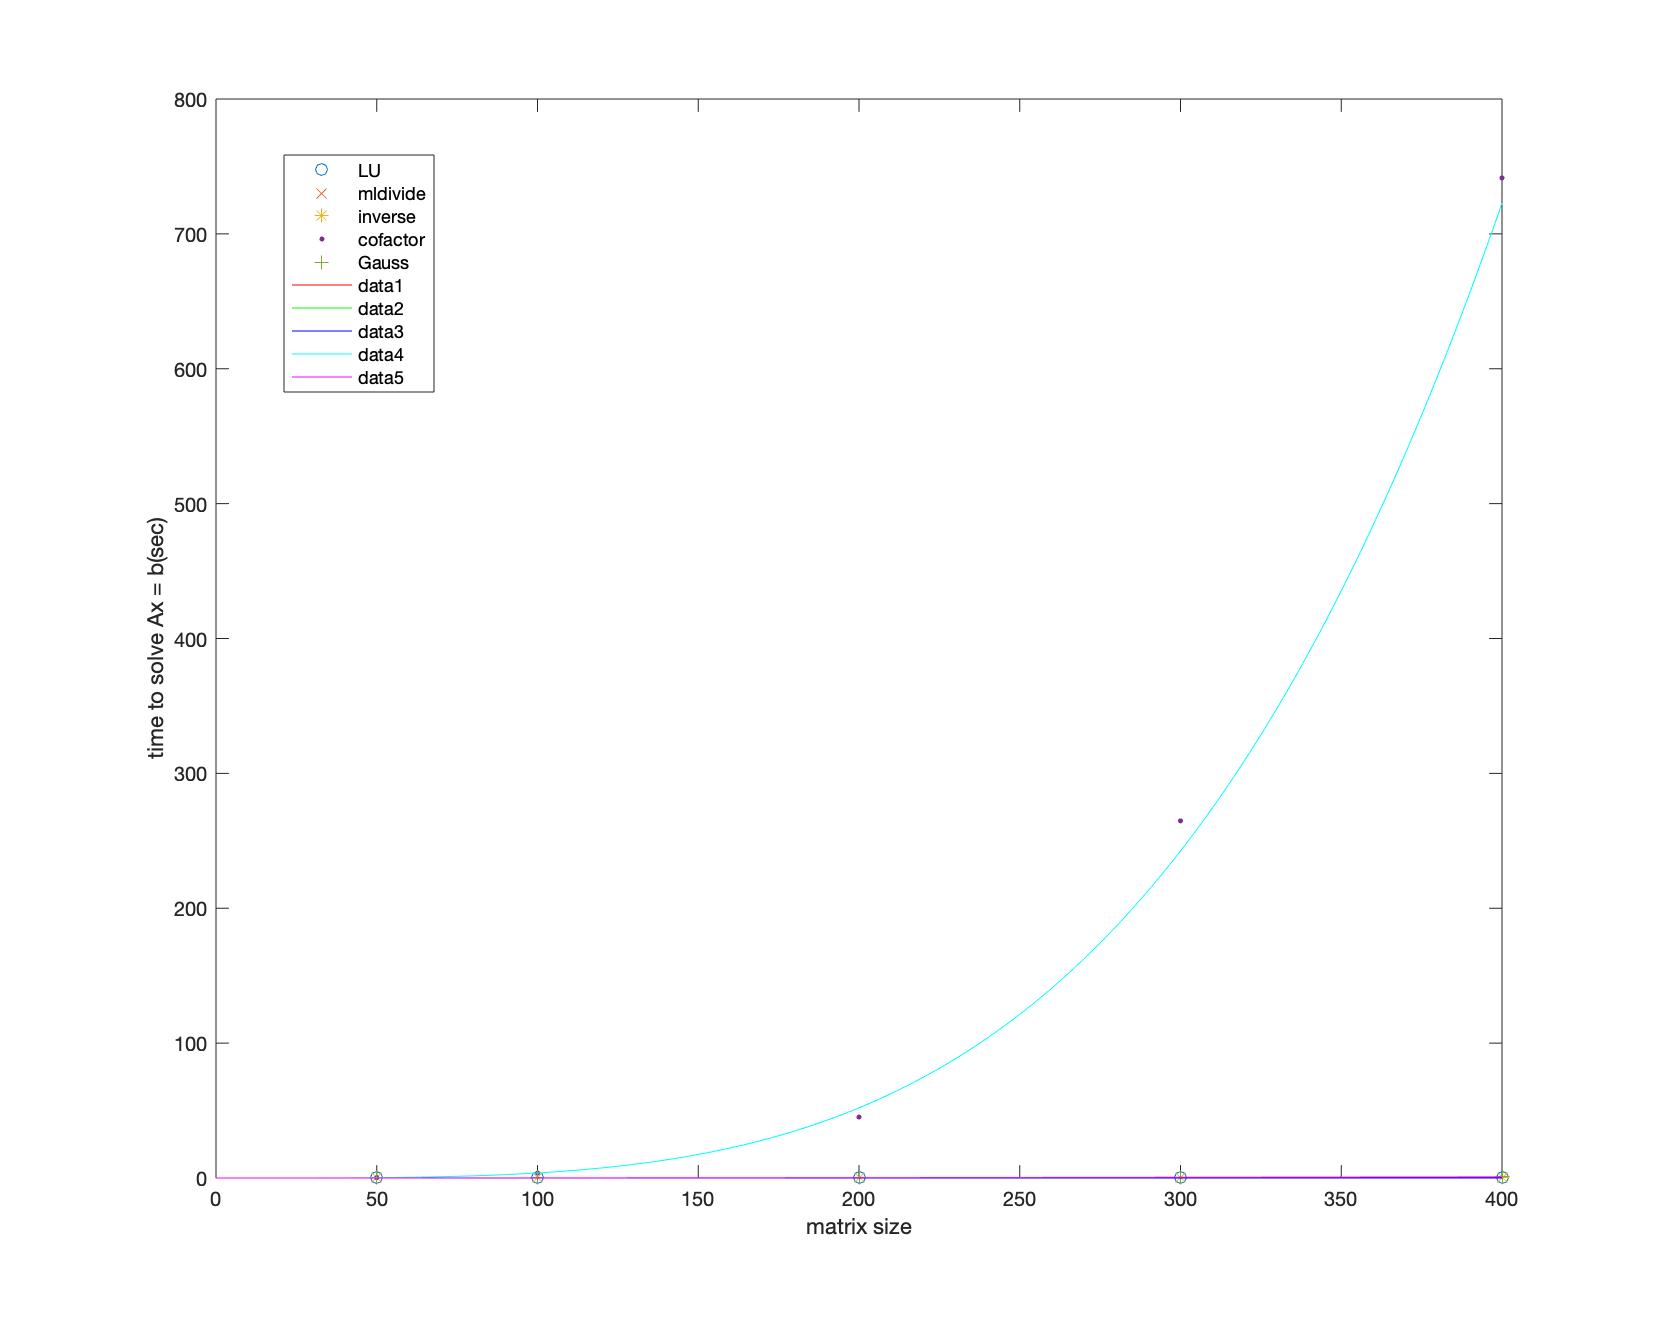 800
700
600
500
400
300
200
100
0
time to solve Ax = b(sec)
LU
mldivide
inverse
cofactor
Gauss
data1
data2
data3
data4
data5
0 50 100 150 200 250 300 350 400
matrix size